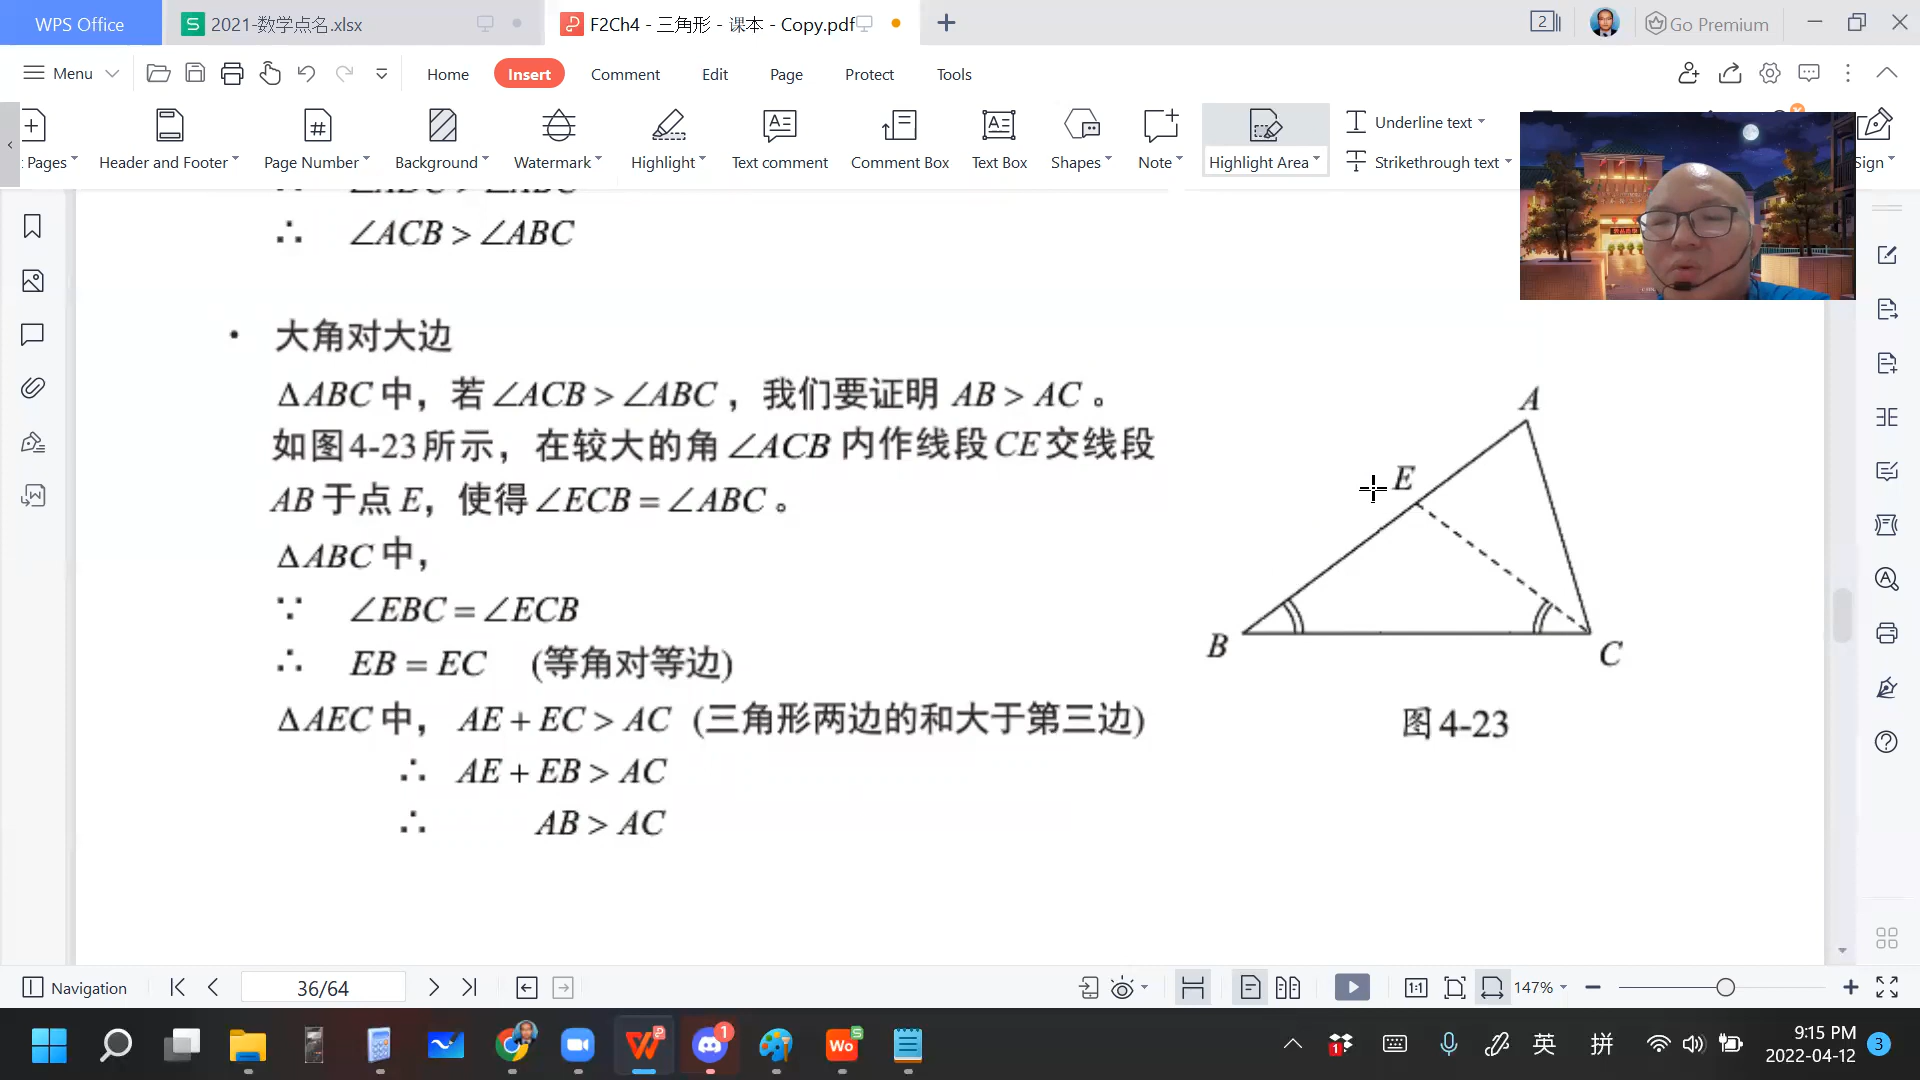 WPS Office
2021-数学点名.xlsx
F2Ch4 - 三角形 - 课本 - Copy.pdf
2
Go Premium
Menu
Home
Insert
Comment
Edit
Page
Protect
Tools
Pages
Header and Footer
Page Number
Background
Watermark
Highlight
Text comment
Comment Box
Text Box
Shapes
Note
Highlight Area
Underline text
Strikethrough text
Sign
∴ ∠ACB > ∠ABC
• 大角对大边
ΔABC 中，若 ∠ACB > ∠ABC ，我们要证明 AB > AC 。
如图4-23所示，在较大的角 ∠ACB 内作线段 CE 交线段
AB 于点 E，使得 ∠ECB = ∠ABC 。
ΔABC 中，
∵ ∠EBC = ∠ECB
∴ EB = EC (等角对等边)
ΔAEC 中， AE + EC > AC (三角形两边的和大于第三边)
∴ AE + EB > AC
∴ AB > AC
A
E
B
C
图 4-23
Navigation
36/64
1:1
147%
1
Wo
S
1
英
拼
9:15 PM
2022-04-12
3